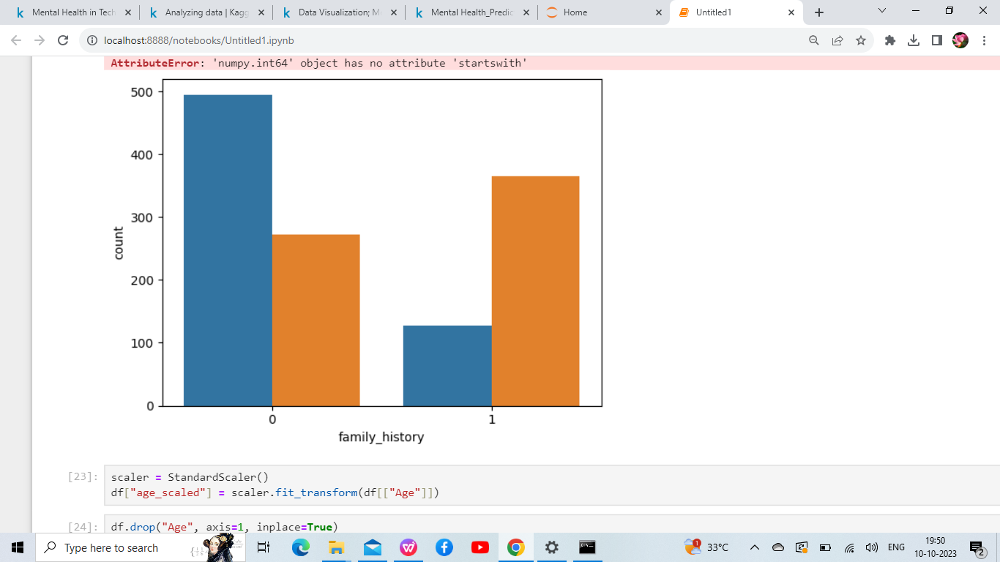 Mental Health in Tech
Analyzing data | Kagg
Data Visualization; M
Mental Health_Predic
Home
Untitled1
localhost:8888/notebooks/Untitled1.ipynb
AttributeError: 'numpy.int64' object has no attribute 'startswith'
500
400
300
200
100
0
count
0 1
family_history
[23]:
scaler = StandardScaler()
df["age_scaled"] = scaler.fit_transform(df[["Age"]])
[24]:
df.drop("Age", axis=1, inplace=True)
Type here to search
1
33°C
ENG
19:50
10-10-2023
2